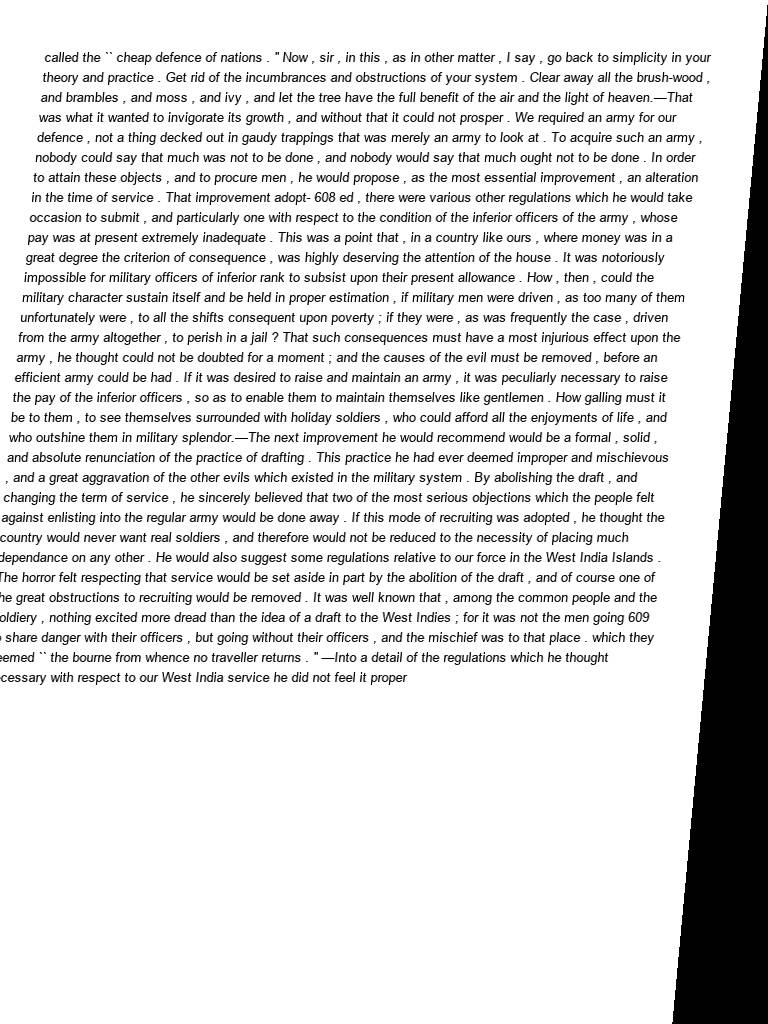 called the `` cheap defence of nations . " Now , sir , in this , as in other matter , I say , go back to simplicity in your
theory and practice . Get rid of the incumbrances and obstructions of your system . Clear away all the brush-wood ,
and brambles , and moss , and ivy , and let the tree have the full benefit of the air and the light of heaven.—That
was what it wanted to invigorate its growth , and without that it could not prosper . We required an army for our
defence , not a thing decked out in gaudy trappings that was merely an army to look at . To acquire such an army ,
nobody could say that much was not to be done , and nobody would say that much ought not to be done . In order
to attain these objects , and to procure men , he would propose , as the most essential improvement , an alteration
in the time of service . That improvement adopt- 608 ed , there were various other regulations which he would take
occasion to submit , and particularly one with respect to the condition of the inferior officers of the army , whose
pay was at present extremely inadequate . This was a point that , in a country like ours , where money was in a
great degree the criterion of consequence , was highly deserving the attention of the house . It was notoriously
impossible for military officers of inferior rank to subsist upon their present allowance . How , then , could the
military character sustain itself and be held in proper estimation , if military men were driven , as too many of them
unfortunately were , to all the shifts consequent upon poverty ; if they were , as was frequently the case , driven
from the army altogether , to perish in a jail ? That such consequences must have a most injurious effect upon the
army , he thought could not be doubted for a moment ; and the causes of the evil must be removed , before an
efficient army could be had . If it was desired to raise and maintain an army , it was peculiarly necessary to raise
the pay of the inferior officers , so as to enable them to maintain themselves like gentlemen . How galling must it
be to them , to see themselves surrounded with holiday soldiers , who could afford all the enjoyments of life , and
who outshine them in military splendor.—The next improvement he would recommend would be a formal , solid ,
and absolute renunciation of the practice of drafting . This practice he had ever deemed improper and mischievous
, and a great aggravation of the other evils which existed in the military system . By abolishing the draft , and
changing the term of service , he sincerely believed that two of the most serious objections which the people felt
against enlisting into the regular army would be done away . If this mode of recruiting was adopted , he thought the
country would never want real soldiers , and therefore would not be reduced to the necessity of placing much
dependance on any other . He would also suggest some regulations relative to our force in the West India Islands .
The horror felt respecting that service would be set aside in part by the abolition of the draft , and of course one of
he great obstructions to recruiting would be removed . It was well known that , among the common people and the
oldiery , nothing excited more dread than the idea of a draft to the West Indies ; for it was not the men going 609
share danger with their officers , but going without their officers , and the mischief was to that place . which they
eemed `` the bourne from whence no traveller returns . " —Into a detail of the regulations which he thought
cessary with respect to our West India service he did not feel it proper